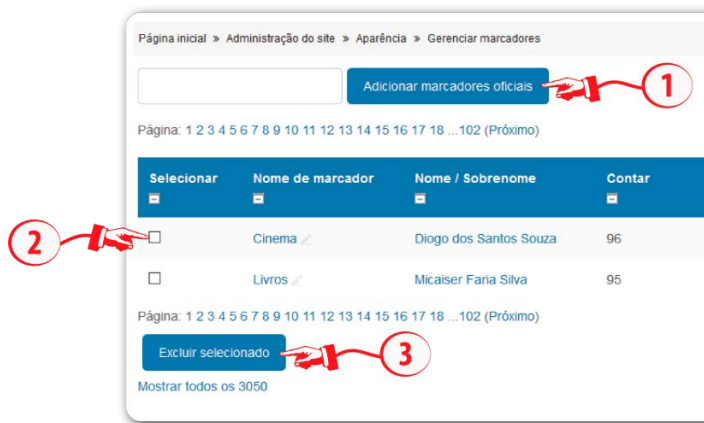 Página inicial » Administração do site » Aparência » Gerenciar marcadores
Adicionar marcadores oficiais
1
Página: 1 2 3 4 5 6 7 8 9 10 11 12 13 14 15 16 17 18 ...102 (Próximo)
Selecionar Nome de marcador Nome / Sobrenome Contar
2
Cinema Diogo dos Santos Souza 96
Livros Micaiser Faria Silva 95
Página: 1 2 3 4 5 6 7 8 9 10 11 12 13 14 15 16 17 18 ...102 (Próximo)
Excluir selecionado
3
Mostrar todos os 3050